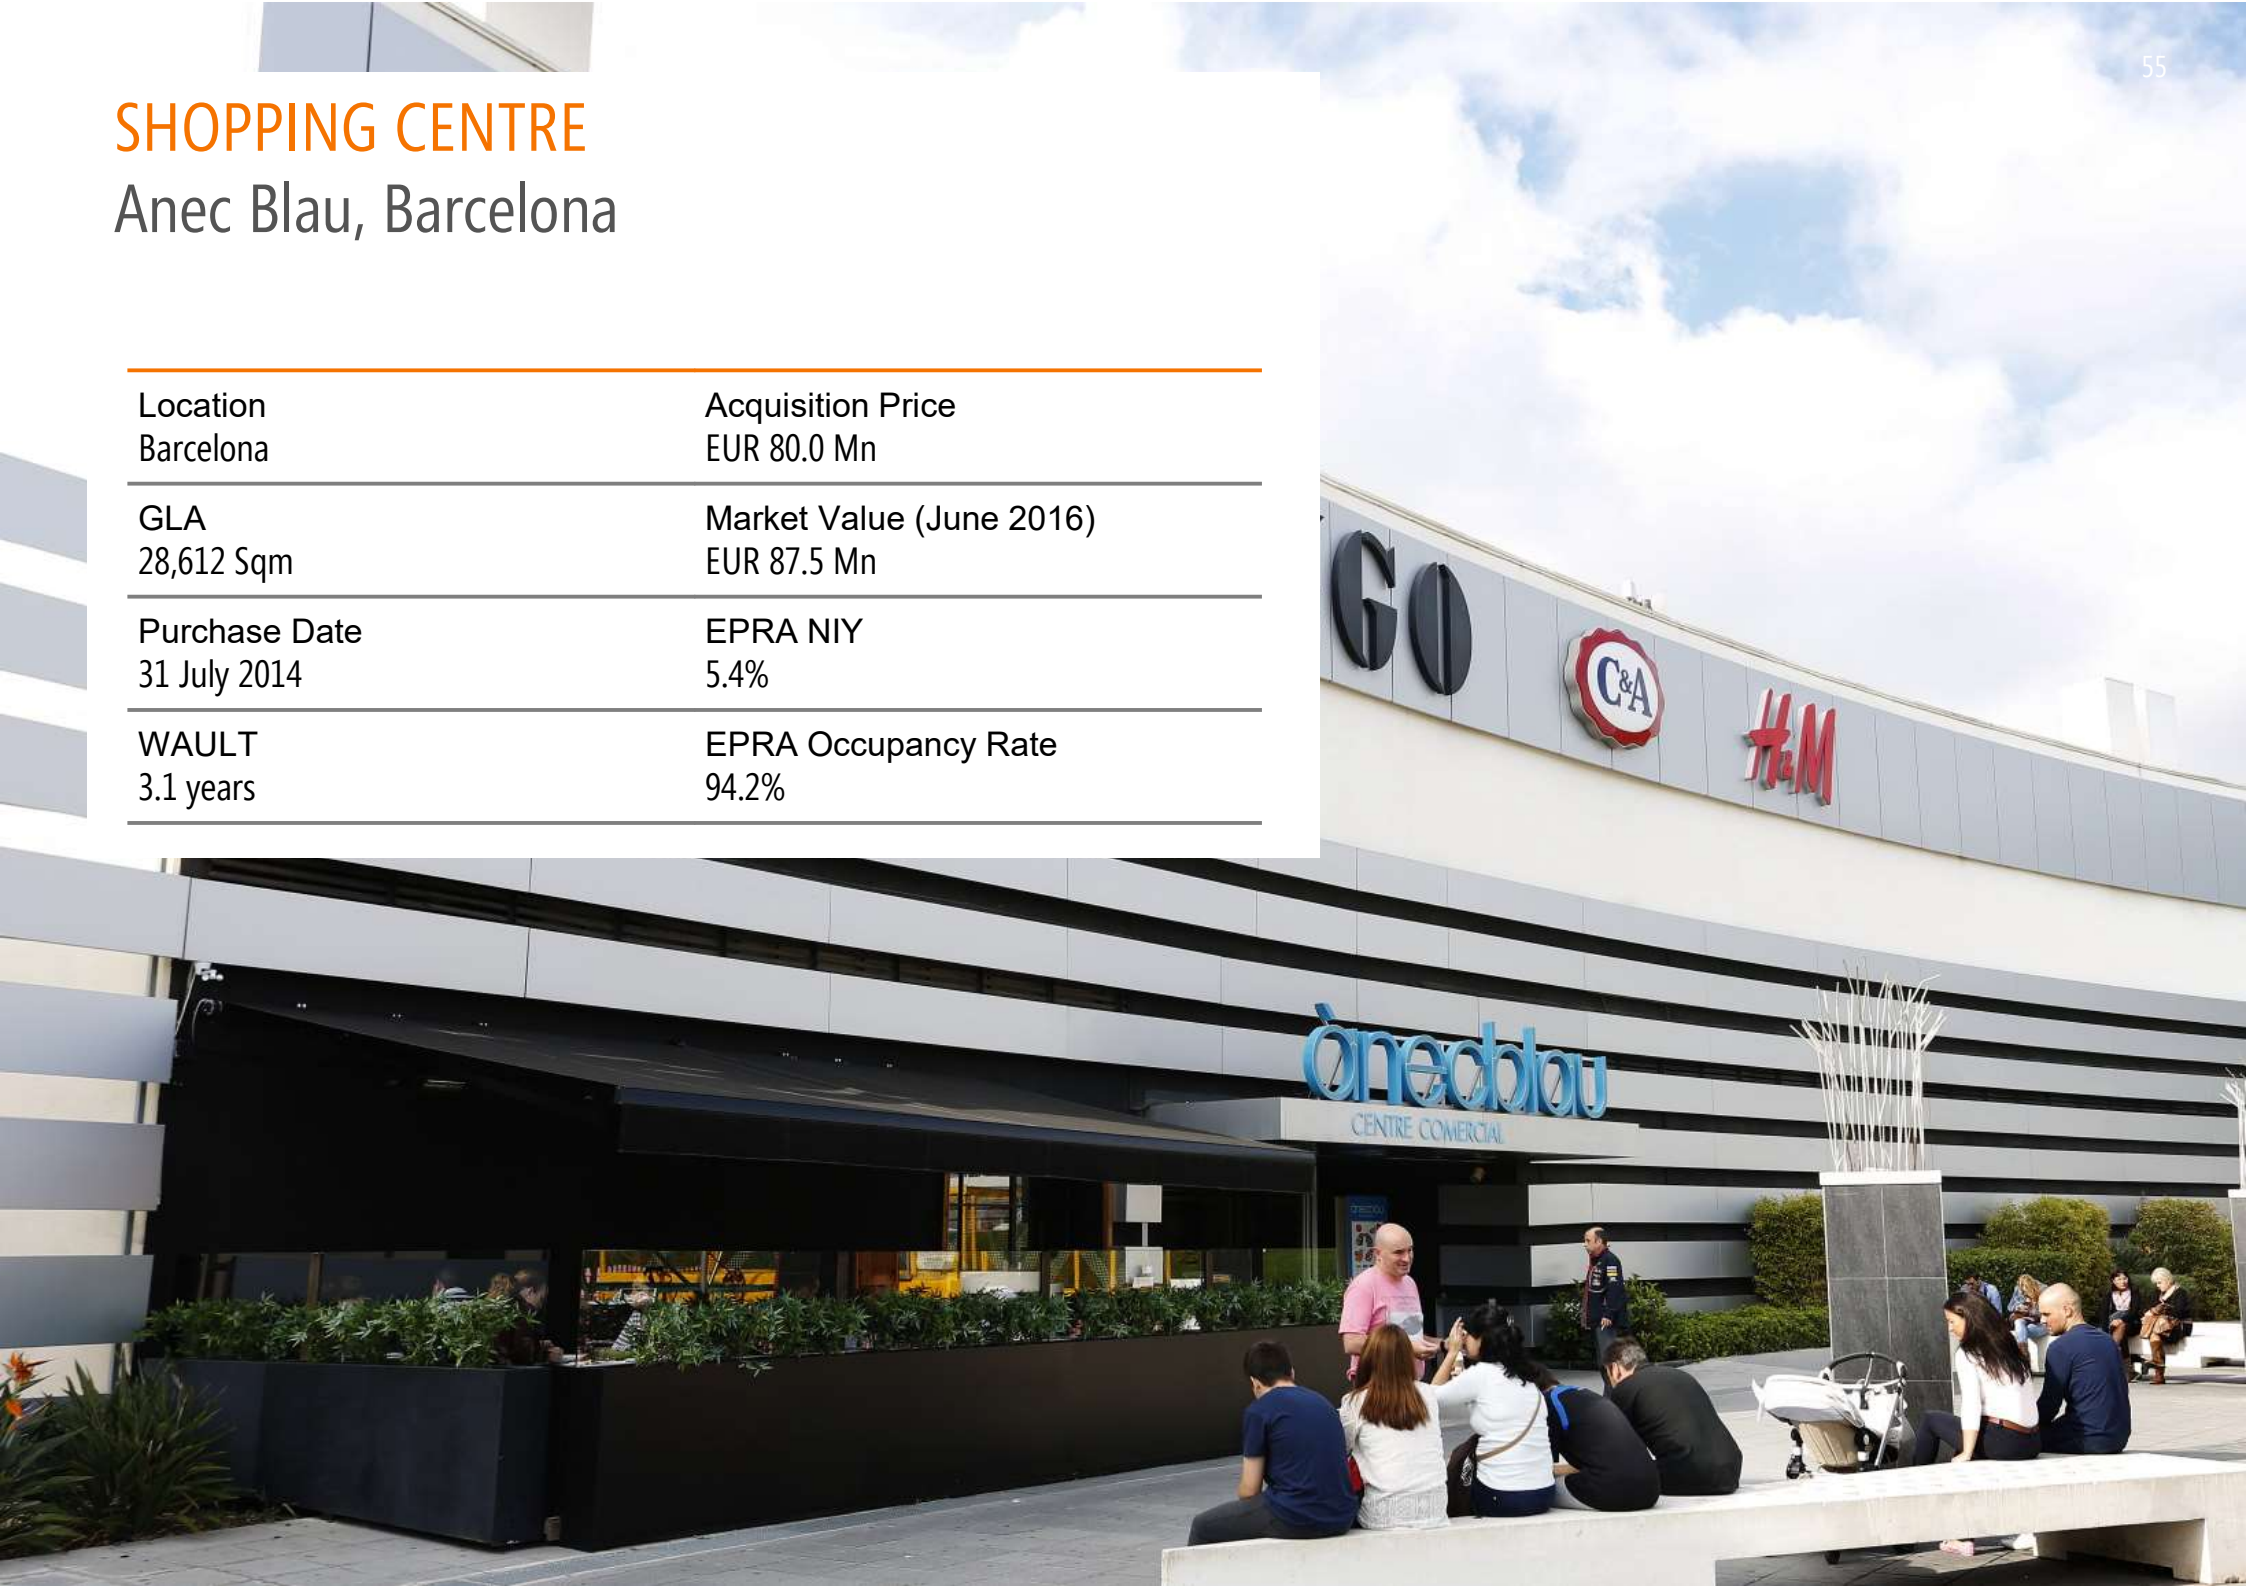 55
SHOPPING CENTRE
Anec Blau, Barcelona
Location
Barcelona
Acquisition Price
EUR 80.0 Mn
GLA
28,612 Sqm
Market Value (June 2016)
EUR 87.5 Mn
Purchase Date
31 July 2014
EPRA NIY
5.4%
WAULT
3.1 years
EPRA Occupancy Rate
94.2%
GO
C&A
H&M
ànecblau
CENTRE COMERCIAL
ànecblau